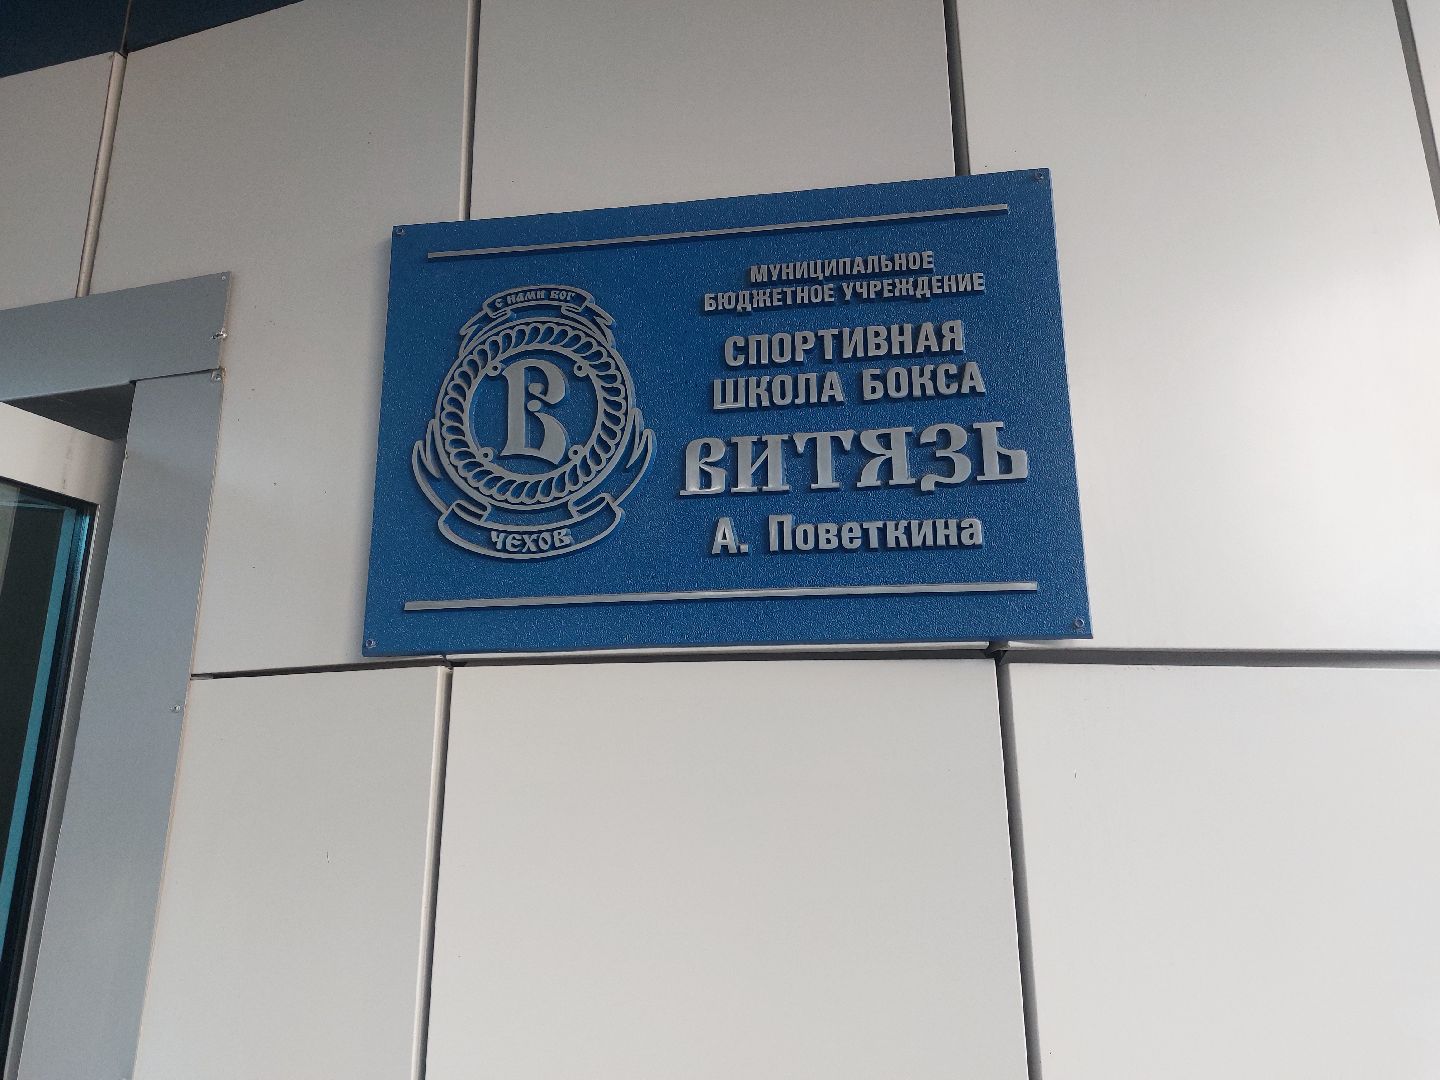 С НАМИ БОГ
В
ЧЕХОВ
МУНИЦИПАЛЬНОЕ
БЮДЖЕТНОЕ УЧРЕЖДЕНИЕ
СПОРТИВНАЯ
ШКОЛА БОКСА
ВИТЯЗЬ
А. Поветкина